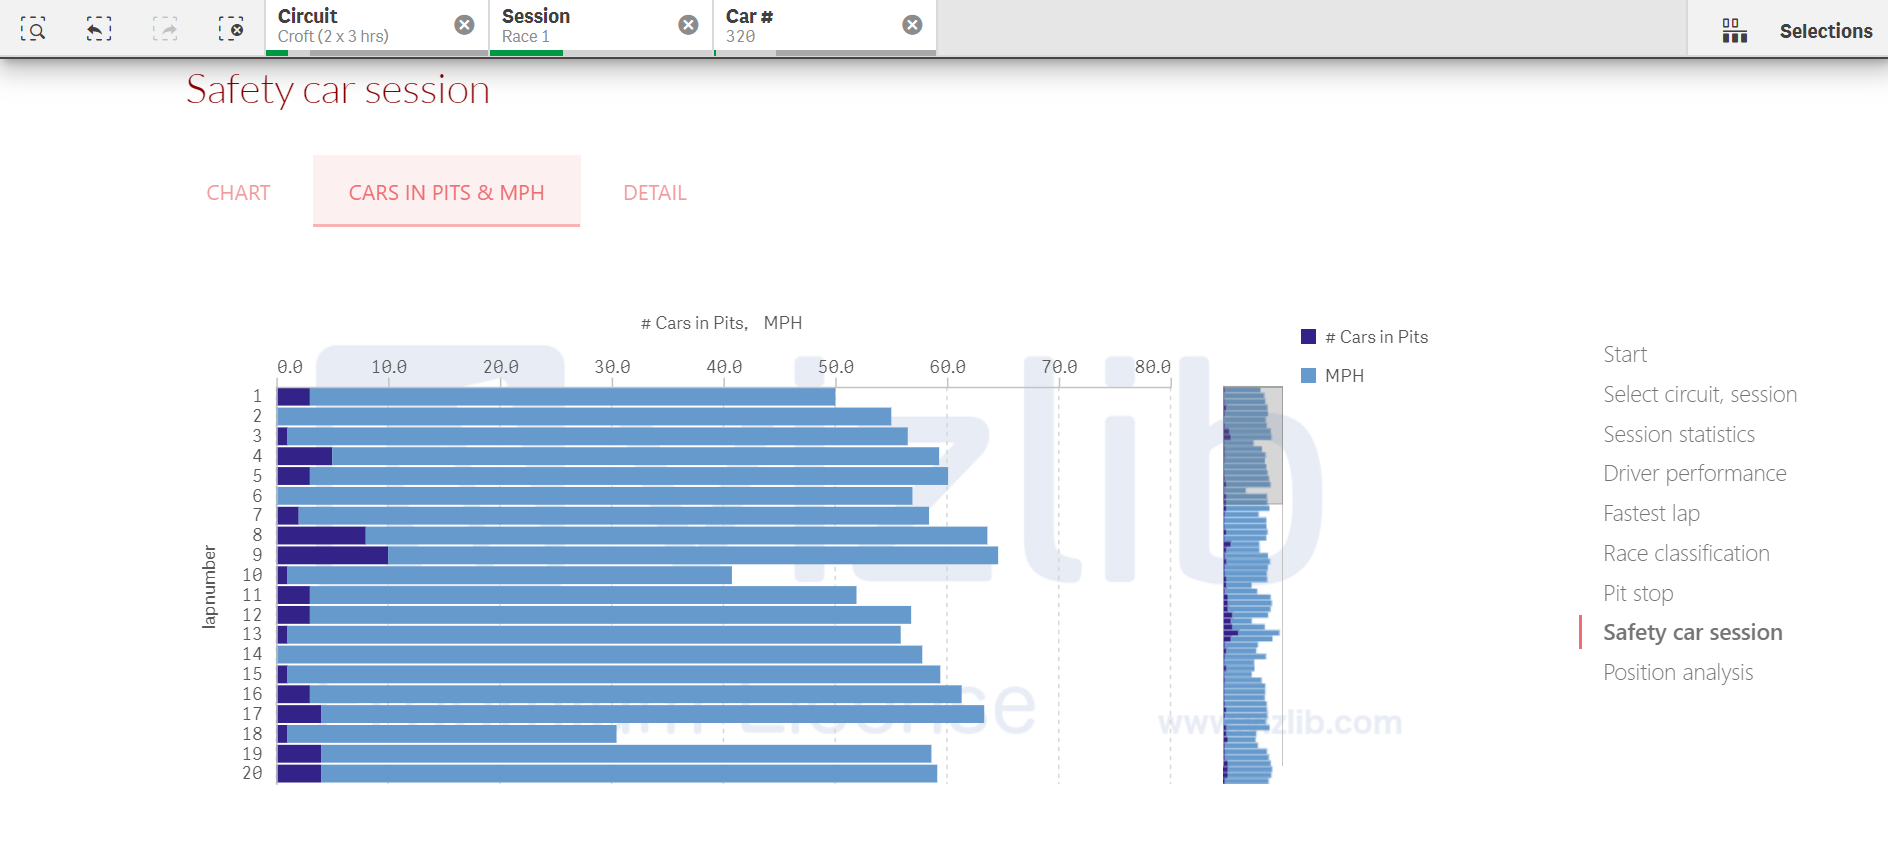 Circuit
Croft (2 x 3 hrs)
Session
Race 1
Car #
320
Selections
Safety car session
CHART
CARS IN PITS & MPH
DETAIL
# Cars in Pits, MPH
0.0 10.0 20.0 30.0 40.0 50.0 60.0 70.0 80.0
# Cars in Pits
MPH
lapnumber
1
2
3
4
5
6
7
8
9
10
11
12
13
14
15
16
17
18
19
20
Start
Select circuit, session
Session statistics
Driver performance
Fastest lap
Race classification
Pit stop
Safety car session
Position analysis